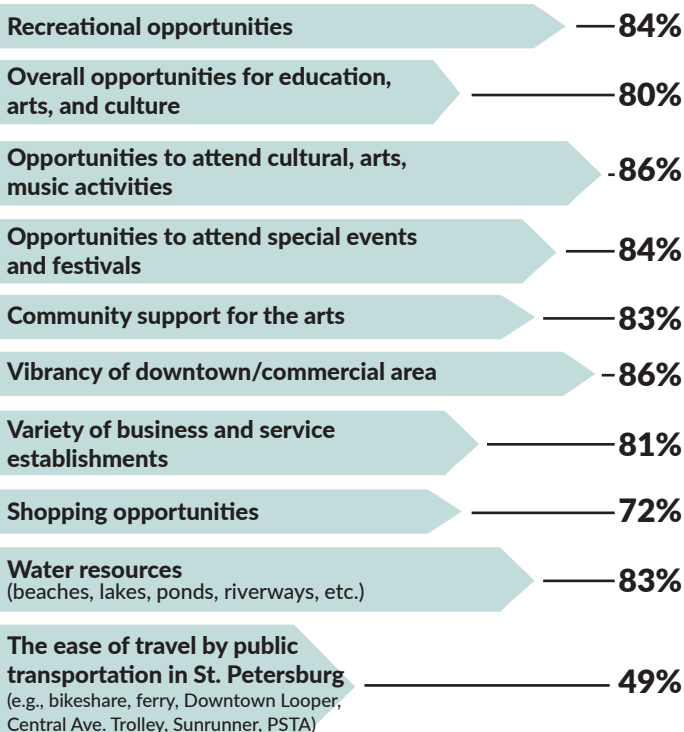 Recreational opportunities 84%
Overall opportunities for education,
arts, and culture 80%
Opportunities to attend cultural, arts,
music activities 86%
Opportunities to attend special events
and festivals 84%
Community support for the arts 83%
Vibrancy of downtown/commercial area 86%
Variety of business and service
establishments 81%
Shopping opportunities 72%
Water resources
(beaches, lakes, ponds, riverways, etc.) 83%
The ease of travel by public
transportation in St. Petersburg 49%
(e.g., bikeshare, ferry, Downtown Looper,
Central Ave. Trolley, Sunrunner, PSTA)